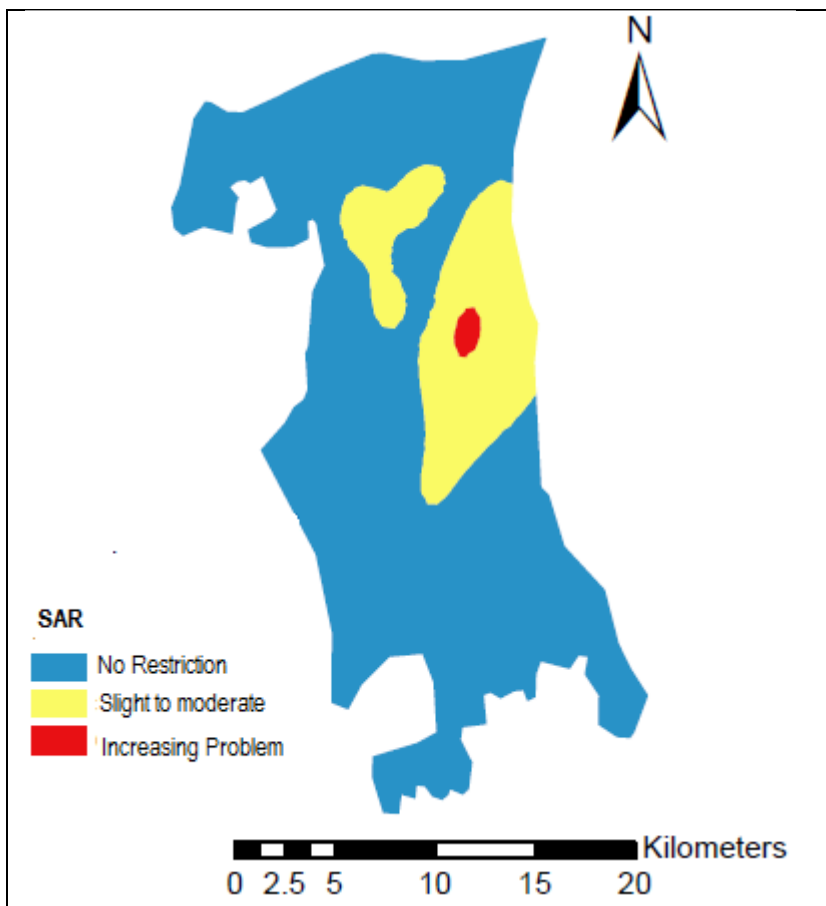 N
SAR
No Restriction
Slight to moderate
Increasing Problem
Kilometers
0 2.5 5 10 15 20